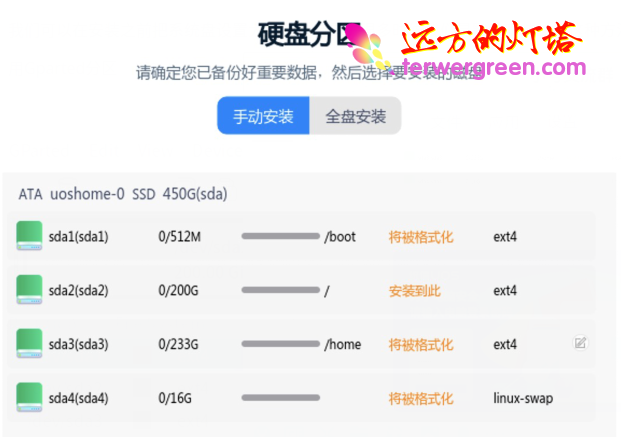 硬盘分区
远方的灯塔
请确定您已备份好重要数据，然后选择要安装的磁盘
terwergreen.com
手动安装 全盘安装
ATA uoshome-0 SSD 450G(sda)
sda1(sda1) 0/512M /boot 将被格式化 ext4
sda2(sda2) 0/200G / 安装到此 ext4
sda3(sda3) 0/233G /home 将被格式化 ext4
sda4(sda4) 0/16G 将被格式化 linux-swap